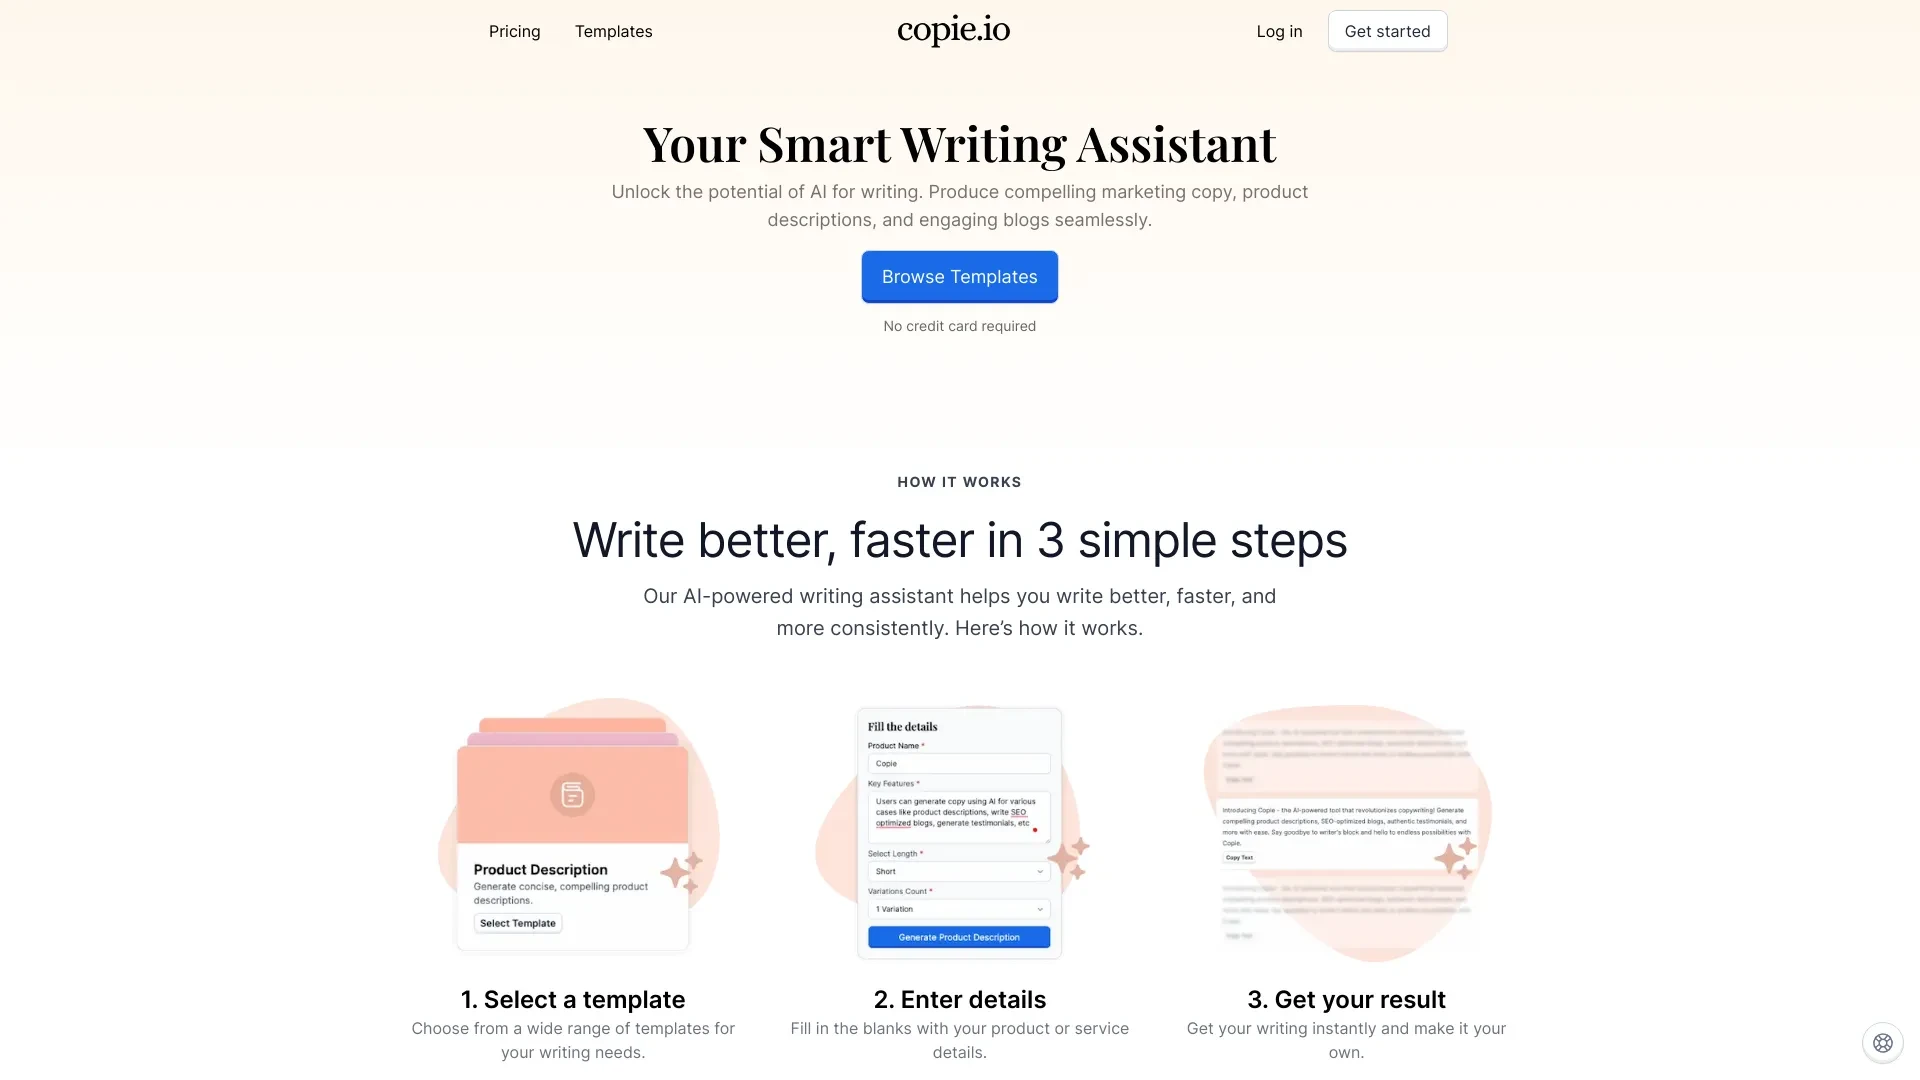 Pricing
Templates
copie.io
Log in
Get started
Your Smart Writing Assistant
Unlock the potential of AI for writing. Produce compelling marketing copy, product
descriptions, and engaging blogs seamlessly.
Browse Templates
No credit card required
HOW IT WORKS
Write better, faster in 3 simple steps
Our AI-powered writing assistant helps you write better, faster, and
more consistently. Here’s how it works.
Product Description
Generate concise, compelling product
descriptions.
Select Template
1. Select a template
Choose from a wide range of templates for
your writing needs.
Fill the details
Product Name *
Copie
Key Features *
Users can generate copy using AI for various
cases like product descriptions, write SEO
optimized blogs, generate testimonials, etc
Select Length *
Short
Variations Count *
1 Variation
Generate Product Description
2. Enter details
Fill in the blanks with your product or service
details.
Introducing Copie - the AI-powered tool that revolutionizes copywriting! Generate
compelling product descriptions, SEO-optimized blogs, authentic testimonials, and
more with ease. Say goodbye to writer's block and hello to endless possibilities with
Copie.
Copy Text
3. Get your result
Get your writing instantly and make it your
own.